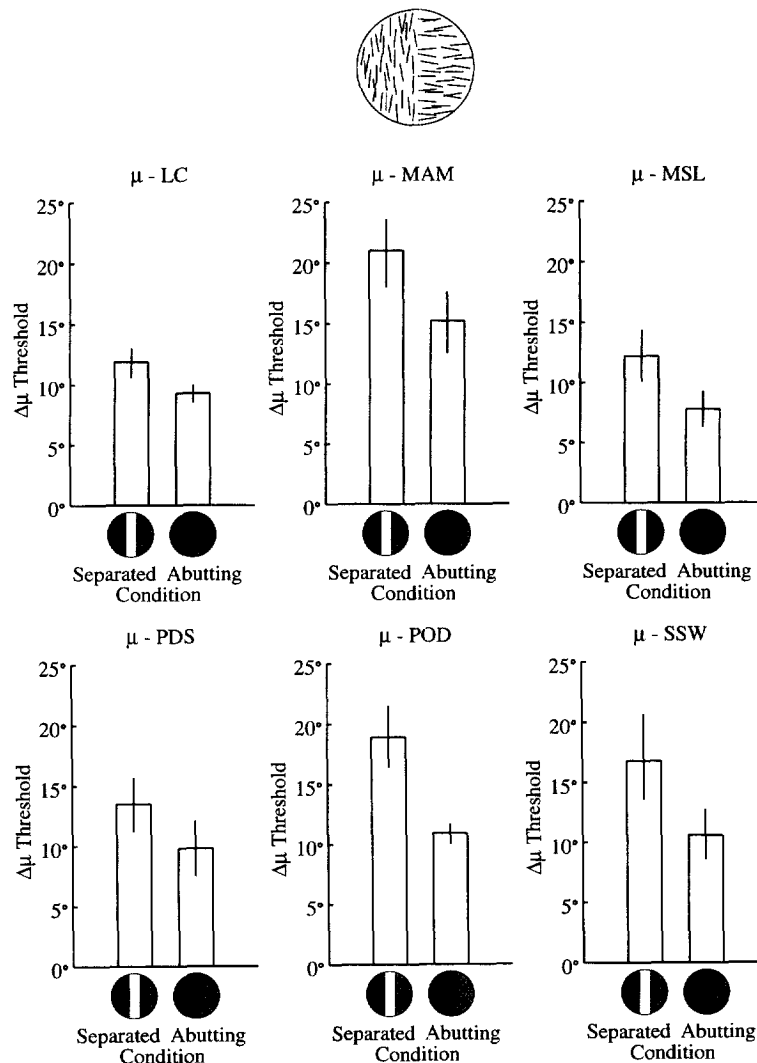 μ - LC
μ - MAM
μ - MSL
25°
20°
15°
10°
5°
0°
Δμ Threshold
Separated Abutting
Condition
25°
20°
15°
10°
5°
0°
Δμ Threshold
Separated Abutting
Condition
25°
20°
15°
10°
5°
0°
Δμ Threshold
Separated Abutting
Condition
μ - PDS
μ - POD
μ - SSW
25°
20°
15°
10°
5°
0°
Δμ Threshold
Separated Abutting
Condition
25°
20°
15°
10°
5°
0°
Δμ Threshold
Separated Abutting
Condition
25°
20°
15°
10°
5°
0°
Δμ Threshold
Separated Abutting
Condition